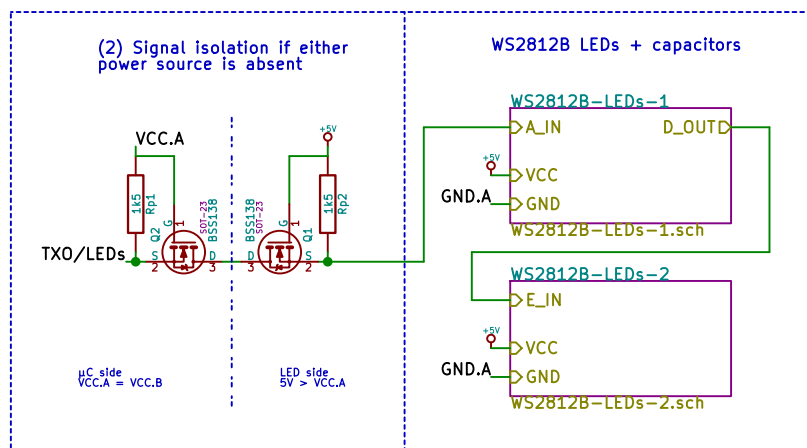 (2) Signal isolation if either
power source is absent
WS2812B LEDs + capacitors
VCC.A
1k5
Rp1
TXO/LEDs
Q2
SOT-23
BSS138
G
1
S
2
D
3
+5V
1k5
Rp2
BSS138
SOT-23
Q1
G
1
D
3
S
2
µC side
VCC.A = VCC.B
LED side
5V > VCC.A
WS2812B-LEDs-1
A_IN
D_OUT
+5V
VCC
GND.A
GND
WS2812B-LEDs-1.sch
WS2812B-LEDs-2
E_IN
+5V
VCC
GND.A
GND
WS2812B-LEDs-2.sch